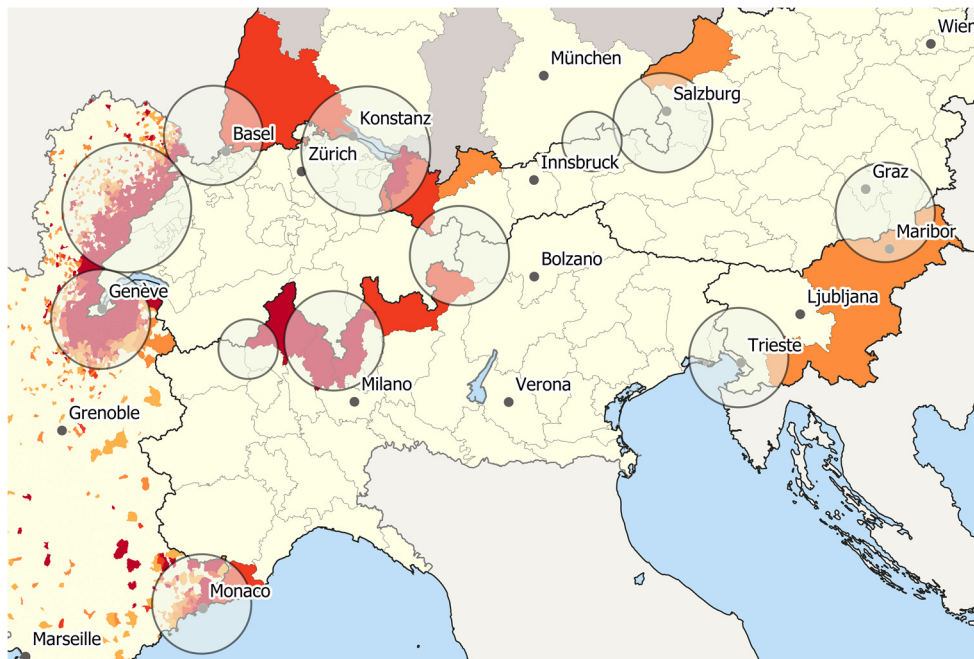 Wien
München
Salzburg
Basel
Konstanz
Zürich
Innsbruck
Graz
Maribor
Bolzano
Genève
Ljubljana
Trieste
Milano
Verona
Grenoble
Monaco
Marseille